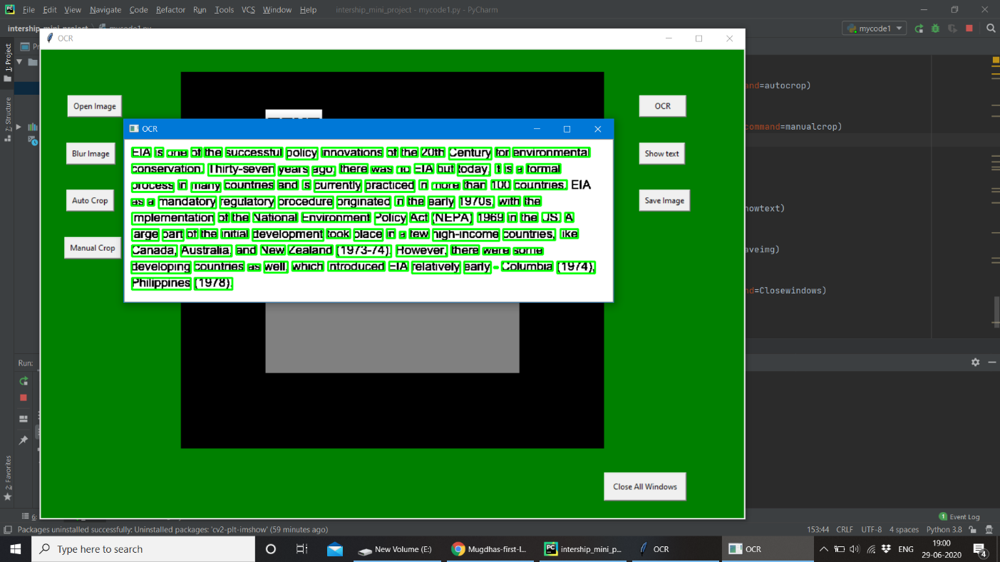 File Edit View Navigate Code Refactor Run Tools VCS Window Help intership_mini_project - mycode1.py - PyCharm
intership_mini_project mycode1.py mycode1
OCR
1: Project
Z: Structure
2: Favorites
and=autocrop)
command=manualcrop)
howtext)
aveimg)
nd=Closewindows)
Open Image
Blur Image
Auto Crop
Manual Crop
OCR
Show text
Save Image
Close All Windows
OCR
EIA is one of the successful policy innovations of the 20th Century for environmental
conservation. Thirty-seven years ago, there was no EIA but today, it is a formal
process in many countries and is currently practiced in more than 100 countries. EIA
as a mandatory regulatory procedure originated in the early 1970s, with the
implementation of the National Environment Policy Act (NEPA) 1969 in the US. A
large part of the initial development took place in a few high-income countries, like
Canada, Australia, and New Zealand (1973-74). However, there were some
developing countries as well, which introduced EIA relatively early - Columbia (1974),
Philippines (1978).
Run:
6:
Event Log
Packages uninstalled successfully: Uninstalled packages: 'cv2-plt-imshow' (59 minutes ago) 153:44 CRLF UTF-8 4 spaces Python 3.8
Type here to search New Volume (E:) Mugdhas-first-I... intership_mini_p... OCR OCR ENG 19:00
29-06-2020 4